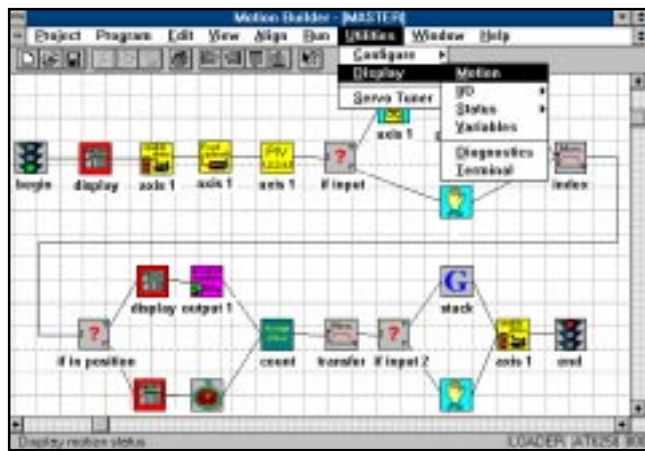 Motion Builder - [MASTER]
Project Program Edit View Align Run Utilities Window Help
Configure
Display
Servo Tuner
Motion
I/O
Status
Variables
Diagnostics
Terminal
axis 1
begin display axis 1 axis 1 axis 1 if input index
display output 1 stack
if in position count transfer if input 2 axis 1 end
Display motion status